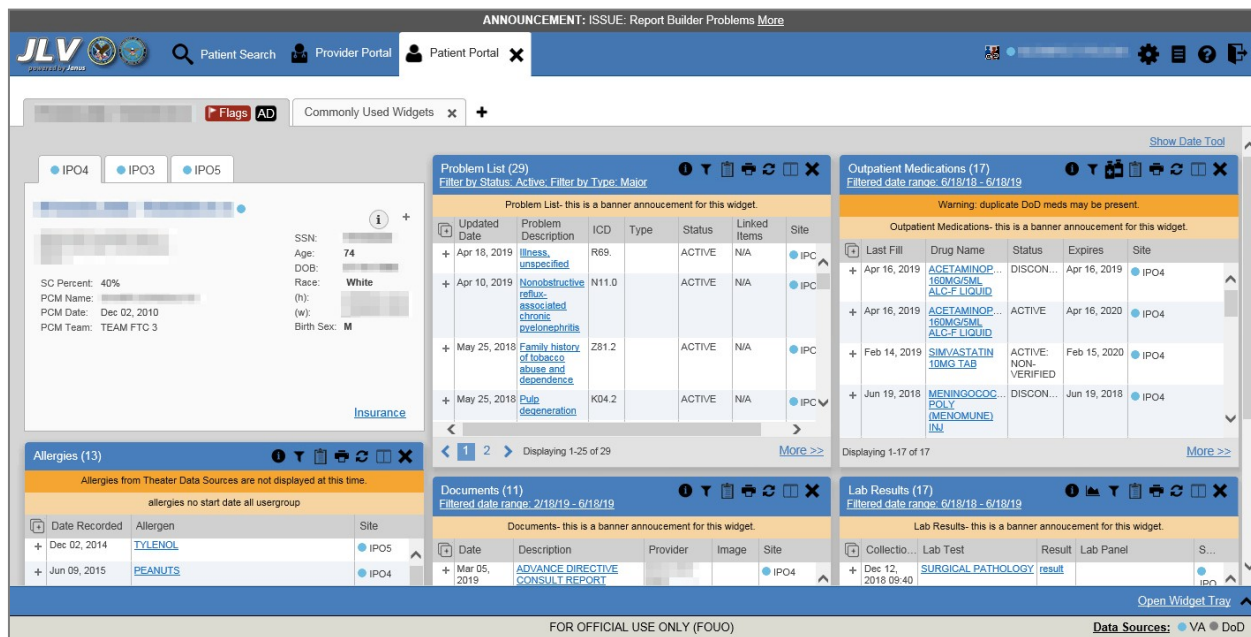 ANNOUNCEMENT: ISSUE: Report Builder Problems More
JLV
powered by Janus
Patient Search
Provider Portal
Patient Portal
Flags AD
Commonly Used Widgets
Show Date Tool
IPO4 IPO3 IPO5
SSN:
Age: 74
DOB:
SC Percent: 40% Race: White
PCM Name: (h):
PCM Date: Dec 02, 2010 (w):
PCM Team: TEAM FTC 3 Birth Sex: M
Insurance
Problem List (29)
Filter by Status: Active; Filter by Type: Major
Problem List- this is a banner annoucement for this widget.
Updated Date Problem Description ICD Type Status Linked Items Site
Apr 18, 2019 Illness, unspecified R69. ACTIVE N/A IPC
Apr 10, 2019 Nonobstructive reflux-associated chronic pyelonephritis N11.0 ACTIVE N/A IPC
May 25, 2018 Family history of tobacco abuse and dependence Z81.2 ACTIVE N/A IPC
May 25, 2018 Pulp degeneration K04.2 ACTIVE N/A IPC
1 2 Displaying 1-25 of 29 More >>
Outpatient Medications (17)
Filtered date range: 6/18/18 - 6/18/19
Warning: duplicate DoD meds may be present.
Outpatient Medications- this is a banner annoucement for this widget.
Last Fill Drug Name Status Expires Site
Apr 16, 2019 ACETAMINOP... 160MG/5ML ALC-F LIQUID DISCON... Apr 16, 2019 IPO4
Apr 16, 2019 ACETAMINOP... 160MG/5ML ALC-F LIQUID ACTIVE Apr 16, 2020 IPO4
Feb 14, 2019 SIMVASTATIN 10MG TAB ACTIVE: NON-VERIFIED Feb 15, 2020 IPO4
Jun 19, 2018 MENINGOCOC... POLY (MENOMUNE) INJ DISCON... Jun 19, 2018 IPO4
Displaying 1-17 of 17 More >>
Allergies (13)
Allergies from Theater Data Sources are not displayed at this time.
allergies no start date all usergroup
Date Recorded Allergen Site
Dec 02, 2014 TYLENOL IPO5
Jun 09, 2015 PEANUTS IPO4
Documents (11)
Filtered date range: 2/18/19 - 6/18/19
Documents- this is a banner annoucement for this widget.
Date Description Provider Image Site
Mar 05, 2019 ADVANCE DIRECTIVE CONSULT REPORT IPO4
Lab Results (17)
Filtered date range: 6/18/18 - 6/18/19
Lab Results- this is a banner annoucement for this widget.
Collectio... Lab Test Result Lab Panel S...
Dec 12, 2018 09:40 SURGICAL PATHOLOGY result IPO
Open Widget Tray
FOR OFFICIAL USE ONLY (FOUO)
Data Sources: VA DoD